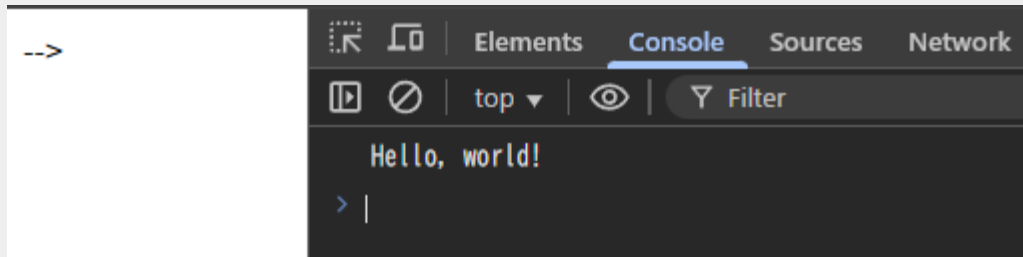 -->
Elements Console Sources Network
top Filter
Hello, world!
>